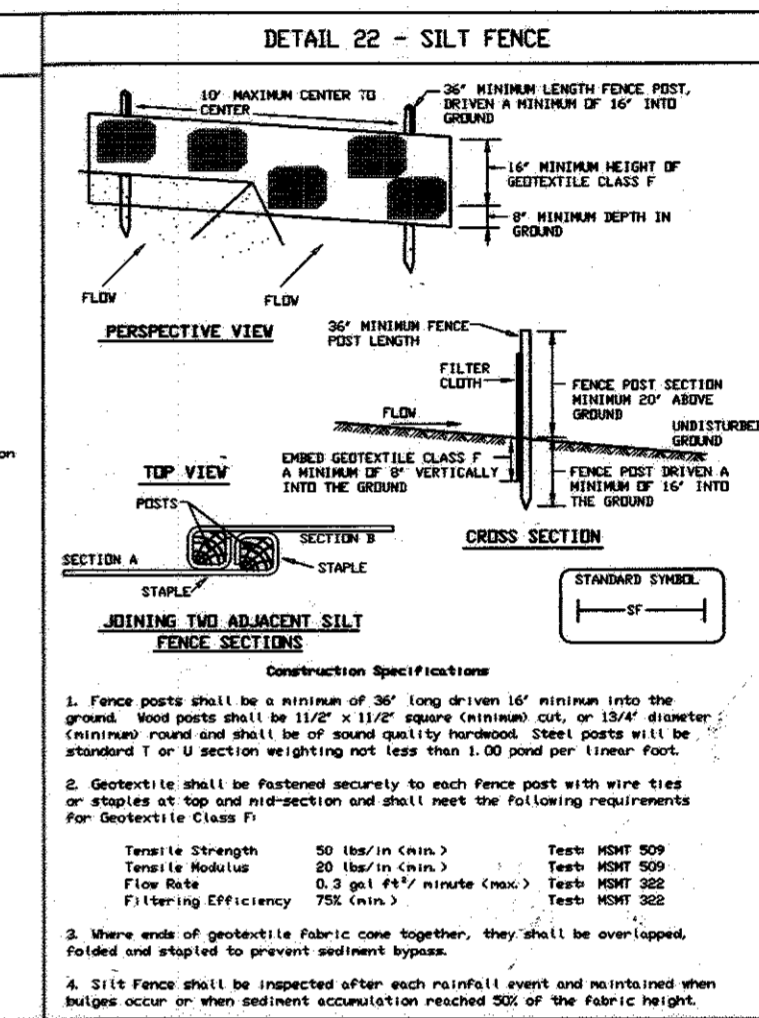 DETAIL 22 - SILT FENCE
10' MAXIMUM CENTER TO
CENTER
36" MINIMUM LENGTH FENCE POST,
DRIVEN A MINIMUM OF 16" INTO
GROUND
16" MINIMUM HEIGHT OF
GEOTEXTILE CLASS F
8" MINIMUM DEPTH IN
GROUND
FLOW
FLOW
PERSPECTIVE VIEW
36" MINIMUM FENCE
POST LENGTH
FILTER
CLOTH
FENCE POST SECTION
MINIMUM 20" ABOVE
GROUND
FLOW
UNDISTURBED
GROUND
on
EMBED GEOTEXTILE CLASS F
A MINIMUM OF 8" VERTICALLY
INTO THE GROUND
FENCE POST DRIVEN A
MINIMUM OF 16" INTO
THE GROUND
TOP VIEW
POSTS
SECTION B
SECTION A
STAPLE
STAPLE
CROSS SECTION
JOINING TWO ADJACENT SILT
FENCE SECTIONS
STANDARD SYMBOL
SF
Construction Specifications
1. Fence posts shall be a minimum of 36" long driven 16" minimum into the
ground. Wood posts shall be 11/2" x 11/2" square (minimum) cut, or 13/4" diameter
(minimum) round and shall be of sound quality hardwood. Steel posts will be
standard T or U section weighting not less than 1.00 pond per linear foot.
2. Geotextile shall be fastened securely to each fence post with wire ties
or staples at top and mid-section and shall meet the following requirements
for Geotextile Class F:
Tensile Strength 50 lbs/in (min.) Test: MSMT 509
Tensile Modulus 20 lbs/in (min.) Test: MSMT 509
Flow Rate 0.3 gal ft²/ minute (max.) Test: MSMT 322
Filtering Efficiency 75% (min.) Test: MSMT 322
3. Where ends of geotextile fabric come together, they shall be overlapped,
folded and stapled to prevent sediment bypass.
4. Silt Fence shall be inspected after each rainfall event and maintained when
bulges occur or when sediment accumulation reached 50% of the fabric height.